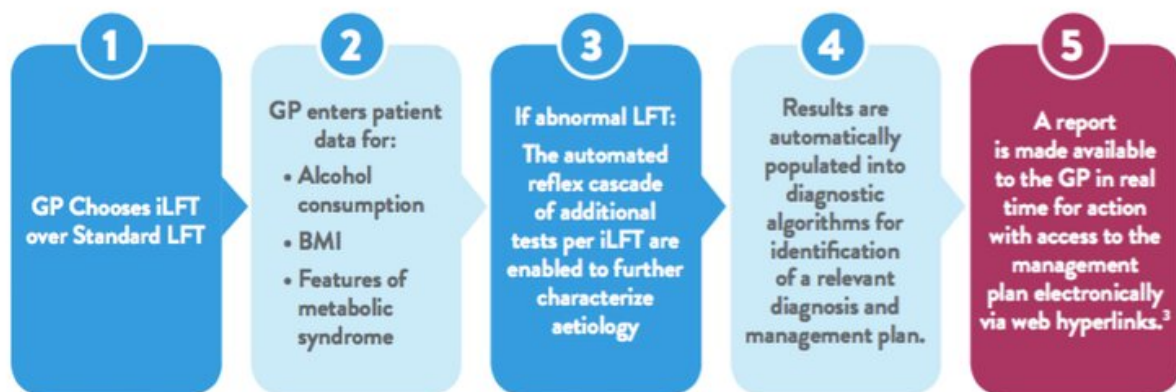 1
GP Chooses iLFT
over Standard LFT
2
GP enters patient
data for:
• Alcohol
consumption
• BMI
• Features of
metabolic
syndrome
3
If abnormal LFT:
The automated
reflex cascade
of additional
tests per iLFT are
enabled to further
characterize
aetiology
4
Results are
automatically
populated into
diagnostic
algorithms for
identification
of a relevant
diagnosis and
management plan.
5
A report
is made available
to the GP in real
time for action
with access to the
management
plan electronically
via web hyperlinks.³